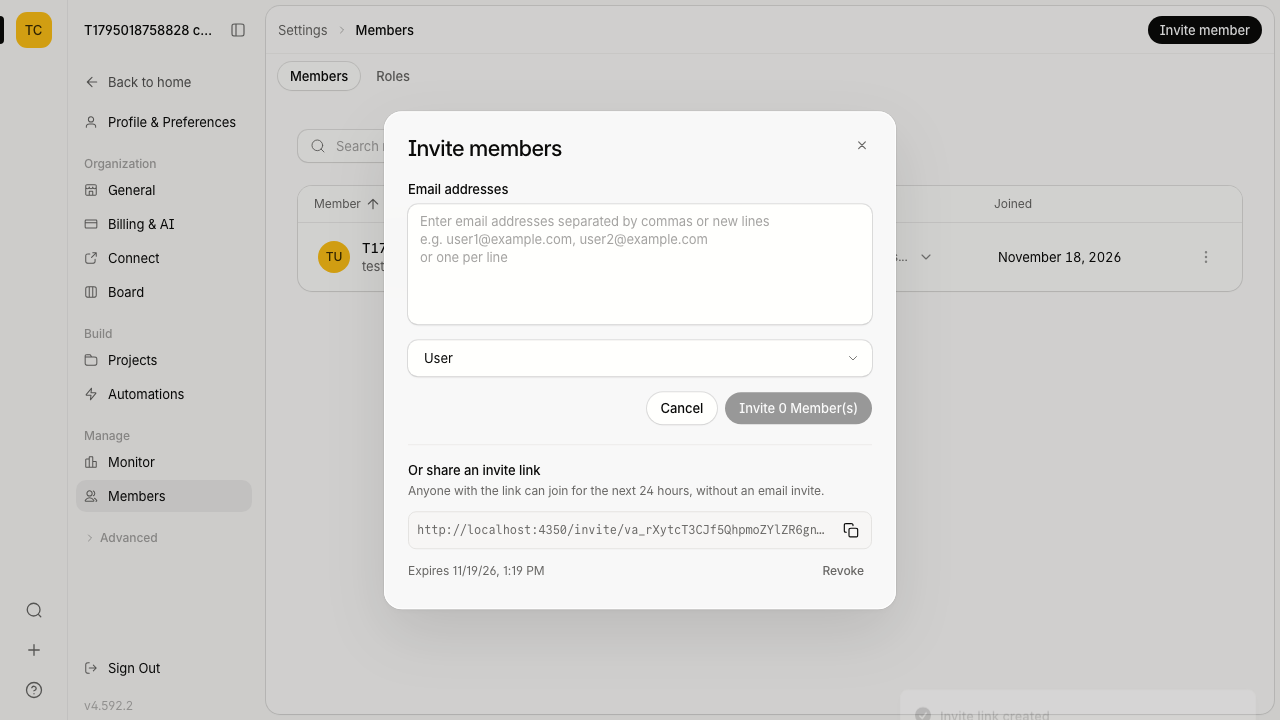 TC
T1795018758828 c...
Back to home
Profile & Preferences
Organization
General
Billing & AI
Connect
Board
Build
Projects
Automations
Manage
Monitor
Members
Advanced
Sign Out
v4.592.2
Settings > Members
Invite member
Members
Roles
Search
Member
Joined
TU
November 18, 2026
Invite members
Email addresses
Enter email addresses separated by commas or new lines
e.g. user1@example.com, user2@example.com
or one per line
User
Cancel
Invite 0 Member(s)
Or share an invite link
Anyone with the link can join for the next 24 hours, without an email invite.
http://localhost:4350/invite/va_rXytcT3CJf5QhpmoZYlZR6gn…
Expires 11/19/26, 1:19 PM
Revoke
Invite link created